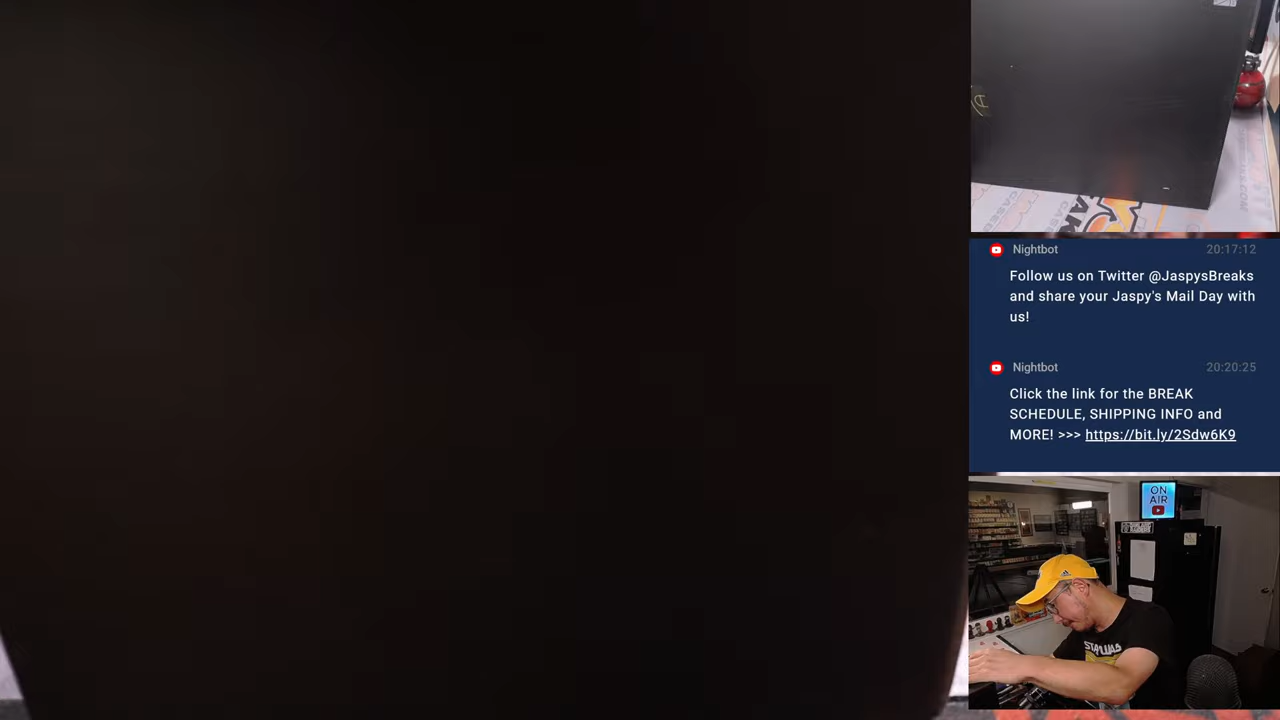 Nightbot 20:17:12
Follow us on Twitter @JaspysBreaks
and share your Jaspy's Mail Day with
us!
Nightbot 20:20:25
Click the link for the BREAK
SCHEDULE, SHIPPING INFO and
MORE! >>> https://bit.ly/2Sdw6K9
ON
AIR